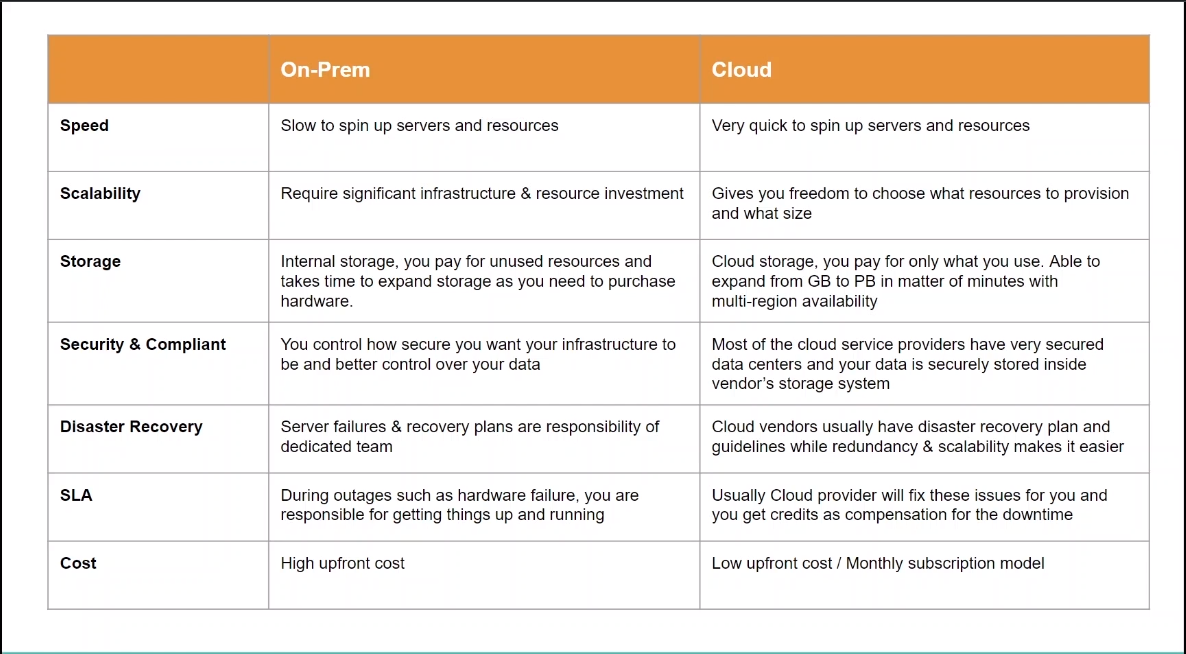 On-Prem
Cloud
Speed
Slow to spin up servers and resources
Very quick to spin up servers and resources
Scalability
Require significant infrastructure & resource investment
Gives you freedom to choose what resources to provision
and what size
Storage
Internal storage, you pay for unused resources and
takes time to expand storage as you need to purchase
hardware.
Cloud storage, you pay for only what you use. Able to
expand from GB to PB in matter of minutes with
multi-region availability
Security & Compliant
You control how secure you want your infrastructure to
be and better control over your data
Most of the cloud service providers have very secured
data centers and your data is securely stored inside
vendor's storage system
Disaster Recovery
Server failures & recovery plans are responsibility of
dedicated team
Cloud vendors usually have disaster recovery plan and
guidelines while redundancy & scalability makes it easier
SLA
During outages such as hardware failure, you are
responsible for getting things up and running
Usually Cloud provider will fix these issues for you and
you get credits as compensation for the downtime
Cost
High upfront cost
Low upfront cost / Monthly subscription model